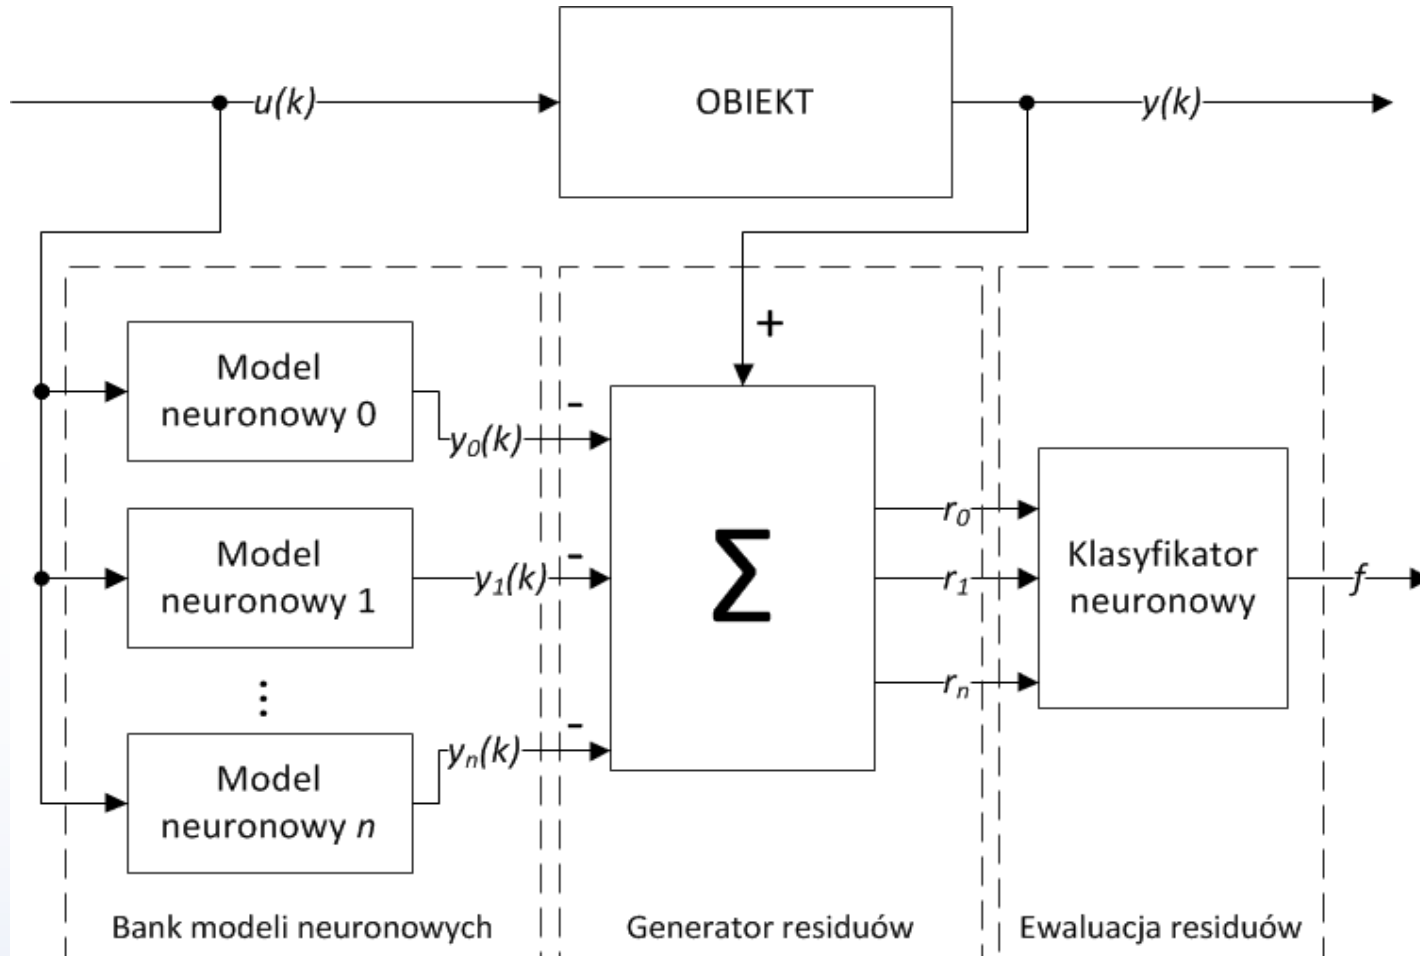 u(k)
OBIEKT
y(k)
+
Model
neuronowy 0
-
y0(k)
Model
neuronowy 1
-
y1(k)
⋮
Model
neuronowy n
-
yn(k)
Σ
r0
r1
rn
Klasyfikator
neuronowy
f
Bank modeli neuronowych
Generator residuów
Ewaluacja residuów